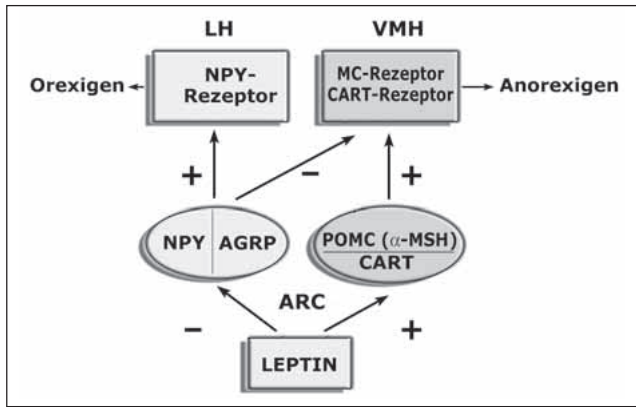 LH
VMH
NPY-
Rezeptor
MC-Rezeptor
CART-Rezeptor
Orexigen
Anorexigen
+
−
+
NPY
AGRP
POMC (α-MSH)
CART
ARC
−
+
LEPTIN